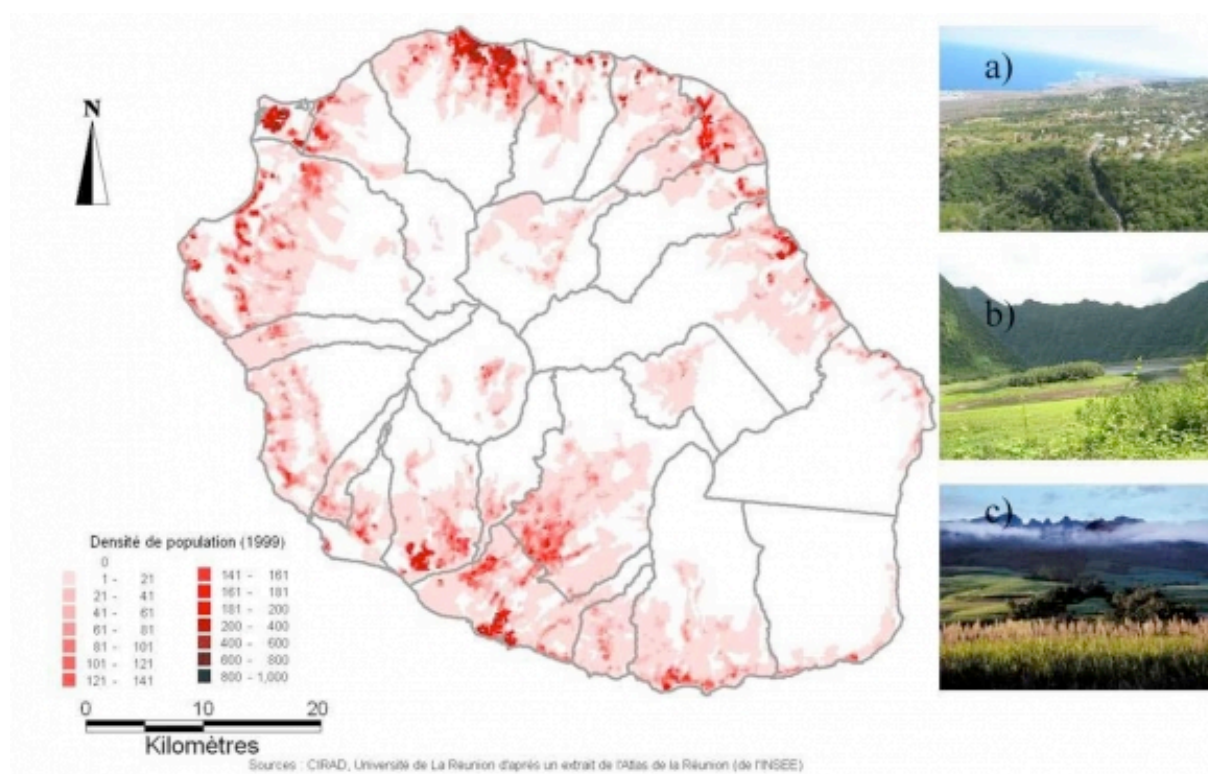 N
a)
b)
c)
Densité de population (1999)
0
1 - 21
21 - 41
41 - 61
61 - 81
81 - 101
101 - 121
121 - 141
141 - 161
161 - 181
181 - 200
200 - 400
400 - 600
600 - 800
800 - 1,000
0 10 20
Kilomètres
Sources : CIRAD, Université de La Réunion d'après un extrait de l'Atlas de la Réunion (de l'INSEE)